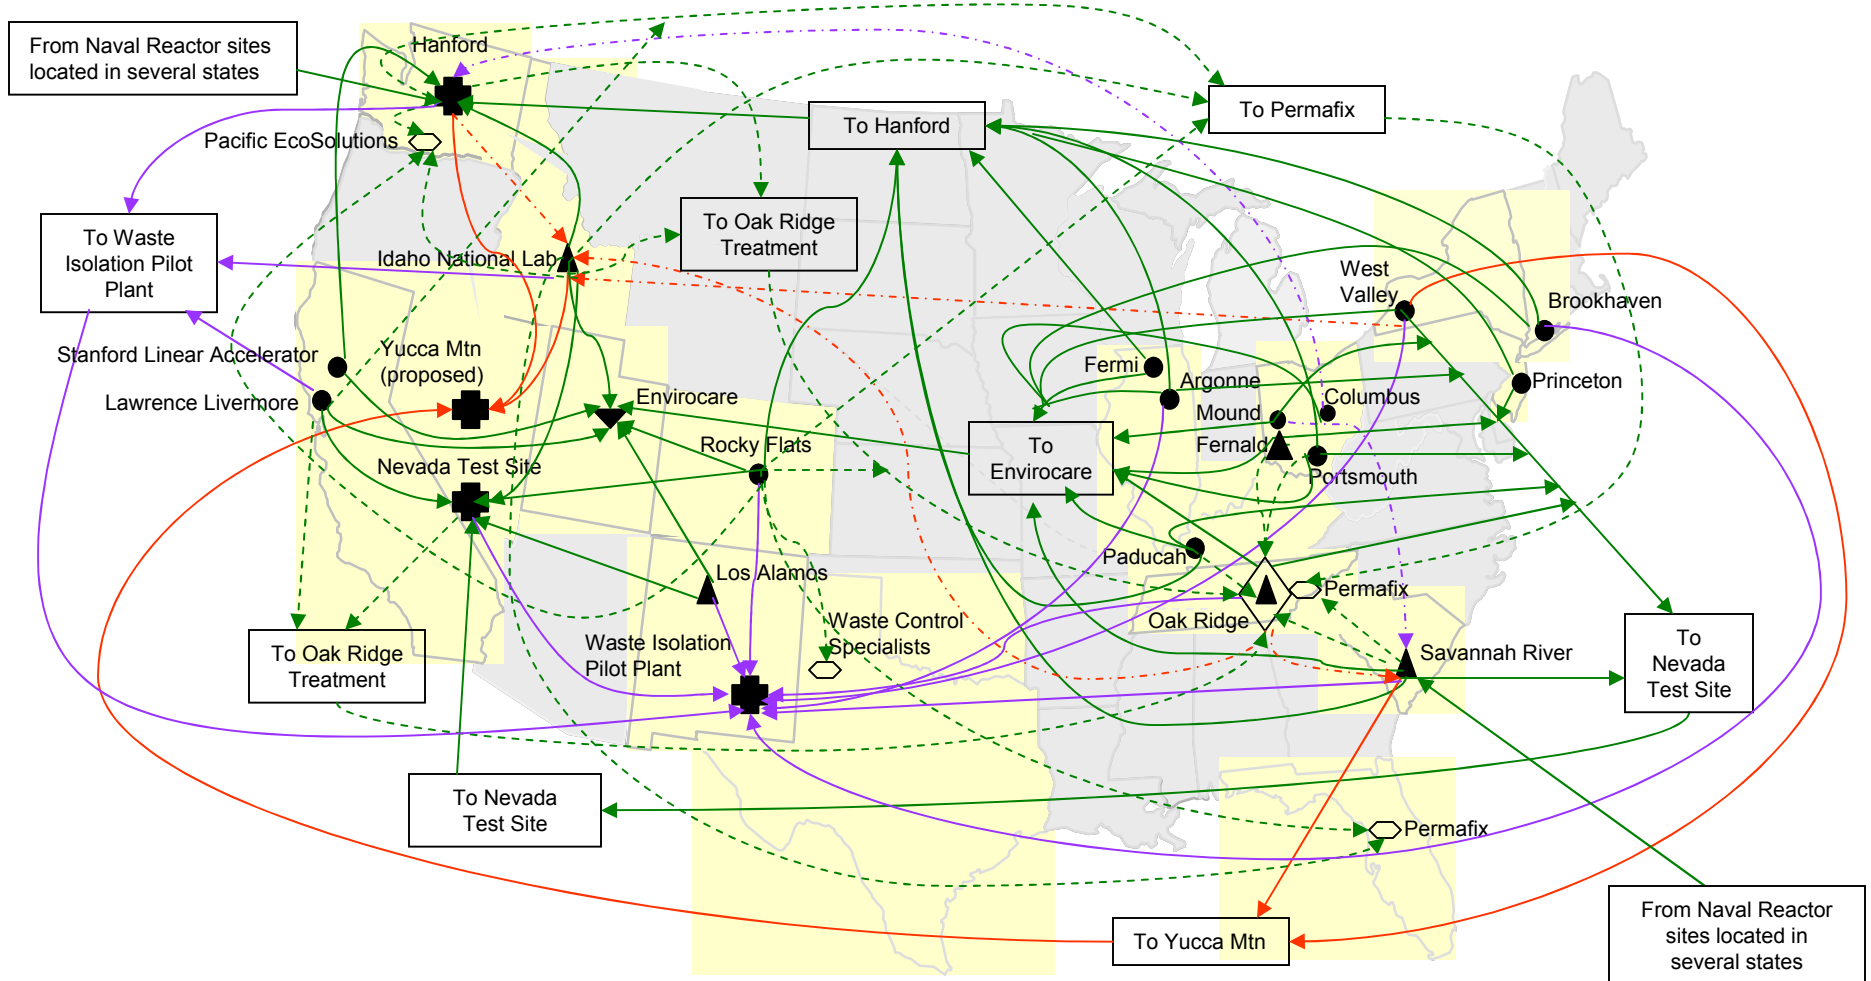 From Naval Reactor sites
located in several states
Hanford
To Permafix
To Hanford
Pacific EcoSolutions
To Waste
Isolation Pilot
Plant
To Oak Ridge
Treatment
Idaho National Lab
West
Valley
Brookhaven
Stanford Linear Accelerator
Yucca Mtn
(proposed)
Fermi
Argonne
Princeton
Lawrence Livermore
Envirocare
Columbus
Mound
Rocky Flats
To
Envirocare
Fernald
Nevada Test Site
Portsmouth
Paducah
Los Alamos
Permafix
Oak Ridge
Waste Control
Specialists
Waste Isolation
Pilot Plant
To Oak Ridge
Treatment
Savannah River
To
Nevada
Test Site
To Nevada
Test Site
Permafix
To Yucca Mtn
From Naval Reactor
sites located in
several states